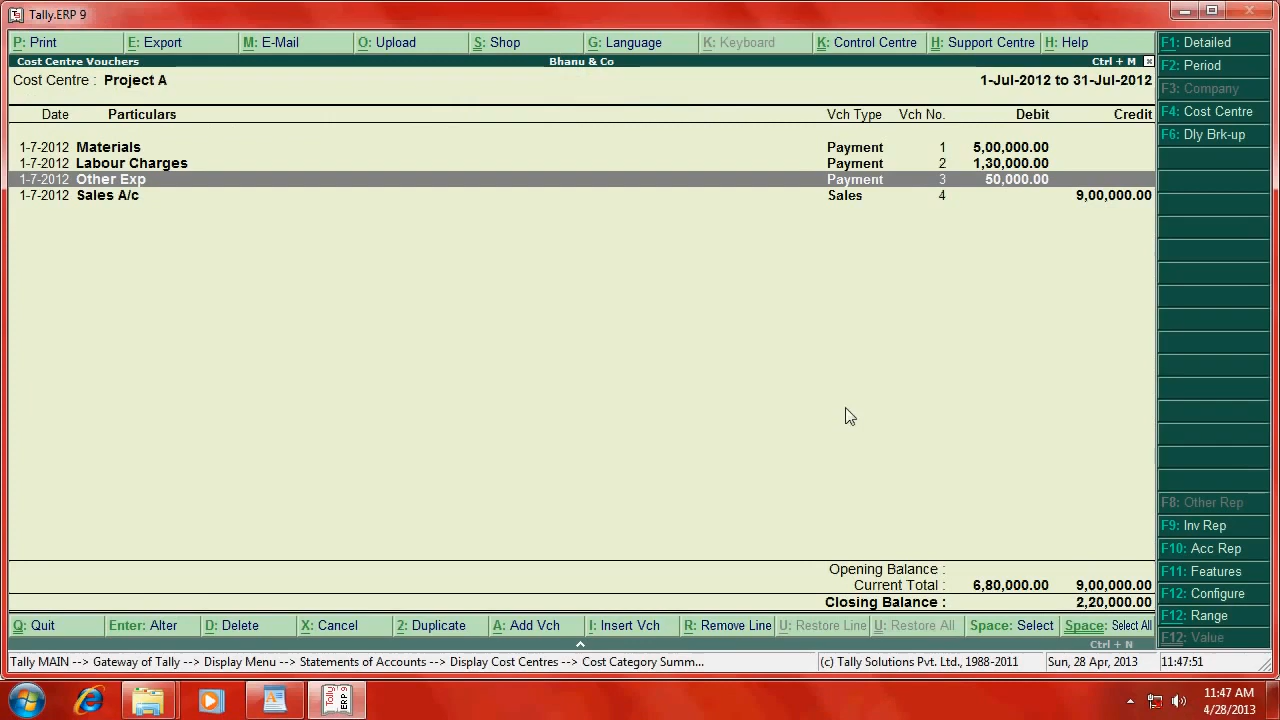 Tally.ERP 9
P: Print E: Export M: E-Mail O: Upload S: Shop G: Language K: Keyboard K: Control Centre H: Support Centre H: Help
Cost Centre Vouchers Bhanu & Co Ctrl + M
Cost Centre : Project A 1-Jul-2012 to 31-Jul-2012
Date Particulars Vch Type Vch No. Debit Credit
1-7-2012 Materials Payment 1 5,00,000.00
1-7-2012 Labour Charges Payment 2 1,30,000.00
1-7-2012 Other Exp Payment 3 50,000.00
1-7-2012 Sales A/c Sales 4 9,00,000.00
Opening Balance :
Current Total : 6,80,000.00 9,00,000.00
Closing Balance : 2,20,000.00
F1: Detailed
F2: Period
F3: Company
F4: Cost Centre
F6: Dly Brk-up
F8: Other Rep
F9: Inv Rep
F10: Acc Rep
F11: Features
F12: Configure
F12: Range
F12: Value
Q: Quit Enter: Alter D: Delete X: Cancel 2: Duplicate A: Add Vch I: Insert Vch R: Remove Line U: Restore Line U: Restore All Space: Select Space: Select All
Ctrl + N
Tally MAIN --> Gateway of Tally --> Display Menu --> Statements of Accounts --> Display Cost Centres --> Cost Category Summ... (c) Tally Solutions Pvt. Ltd., 1988-2011 Sun, 28 Apr, 2013 11:47:51
Tally ERP 9
11:47 AM
4/28/2013